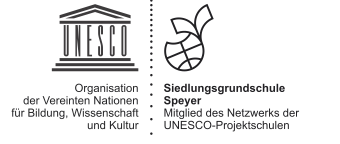 UNESCO
Organisation
der Vereinten Nationen
für Bildung, Wissenschaft
und Kultur
Siedlungsgrundschule
Speyer
Mitglied des Netzwerks der
UNESCO-Projektschulen